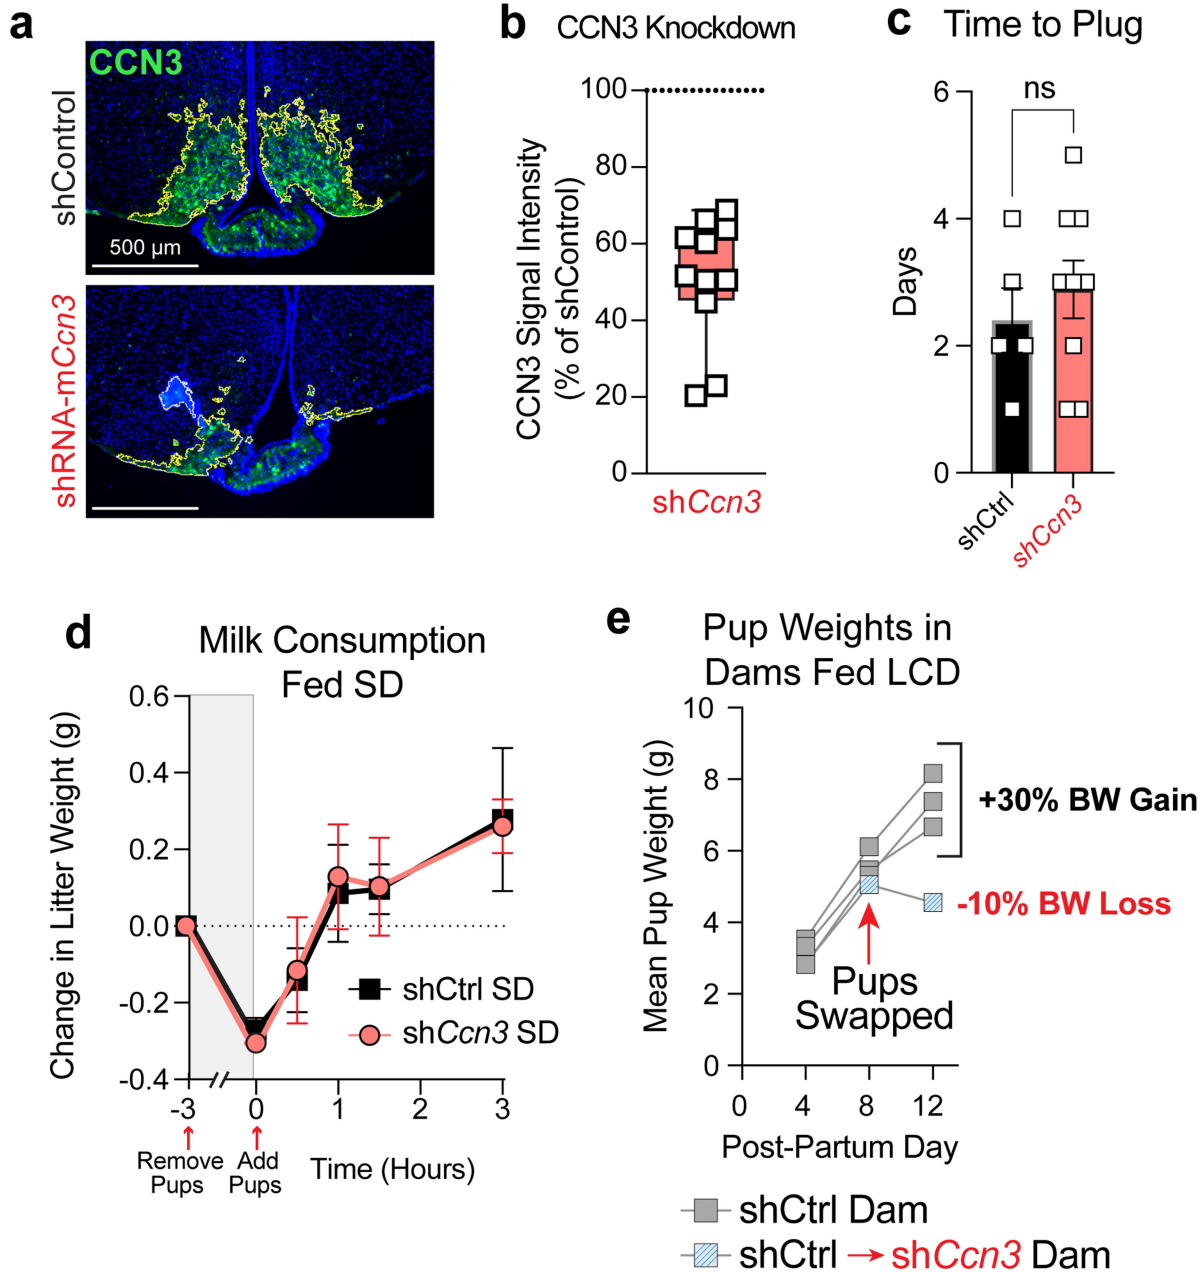 a
CCN3
shControl
500 μm
shRNA-mCcn3
b
CCN3 Knockdown
CCN3 Signal Intensity
(% of shControl)
100
80
60
40
20
0
shCcn3
c
Time to Plug
ns
Days
6
4
2
0
shCtrl
shCcn3
d
Milk Consumption
Fed SD
Change in Litter Weight (g)
0.6
0.4
0.2
0.0
-0.2
-0.4
shCtrl SD
shCcn3 SD
-3 0 1 2 3
Remove
Pups
Add
Pups
Time (Hours)
e
Pup Weights in
Dams Fed LCD
Mean Pup Weight (g)
10
8
6
4
2
0
+30% BW Gain
-10% BW Loss
Pups
Swapped
0 4 8 12
Post-Partum Day
shCtrl Dam
shCtrl → shCcn3 Dam